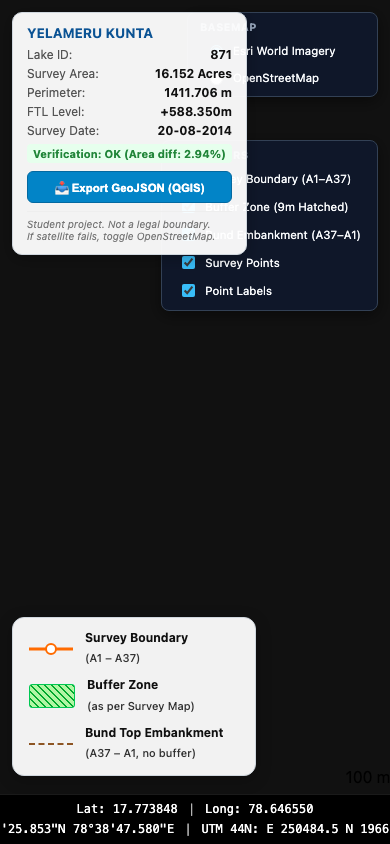 YELAMERU KUNTA
Lake ID: 871
Survey Area: 16.152 Acres
Perimeter: 1411.706 m
FTL Level: +588.350m
Survey Date: 20-08-2014
Verification: OK (Area diff: 2.94%)
📥 Export GeoJSON (QGIS)
Student project. Not a legal boundary.
If satellite fails, toggle OpenStreetMap.
BASEMAP
Esri World Imagery
OpenStreetMap
Boundary (A1–A37)
Buffer Zone (9m Hatched)
Bund Embankment (A37–A1)
Survey Points
Point Labels
Survey Boundary
(A1 – A37)
Buffer Zone
(as per Survey Map)
Bund Top Embankment
(A37 – A1, no buffer)
100 m
Lat: 17.773848 | Long: 78.646550
'25.853"N 78°38'47.580"E | UTM 44N: E 250484.5 N 1966